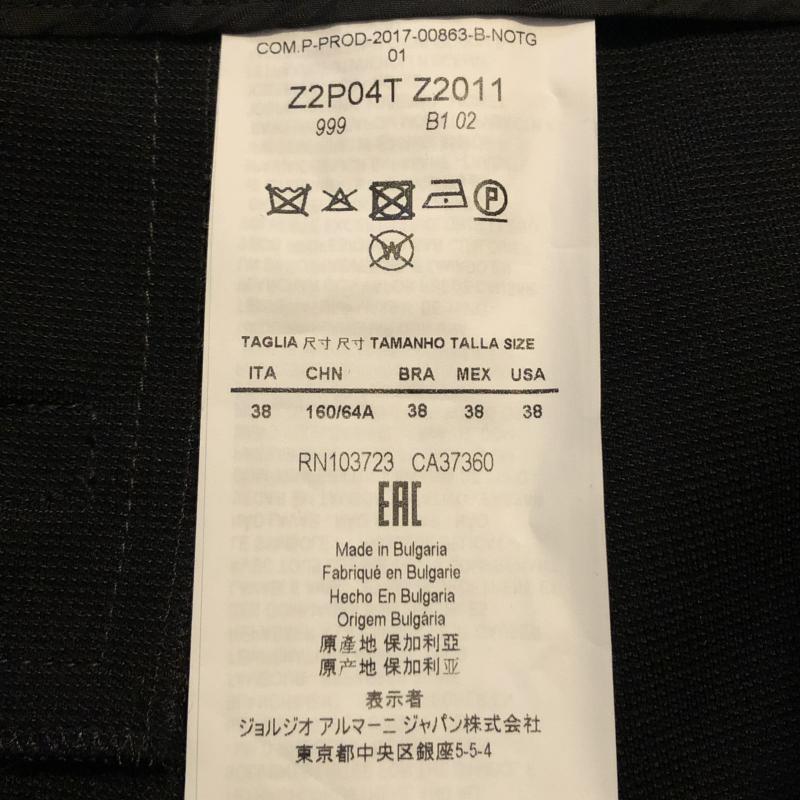 COM.P-PROD-2017-00863-B-NOTG
01
Z2P04T Z2011
999 B1 02
P
W
TAGLIA 尺寸 尺寸 TAMANHO TALLA SIZE
ITA CHN BRA MEX USA
38 160/64A 38 38 38
RN103723 CA37360
EAC
Made in Bulgaria
Fabriqué en Bulgarie
Hecho En Bulgaria
Origem Bulgária
原產地 保加利亞
原产地 保加利亚
表示者
ジョルジオ アルマーニ ジャパン株式会社
東京都中央区銀座5-5-4